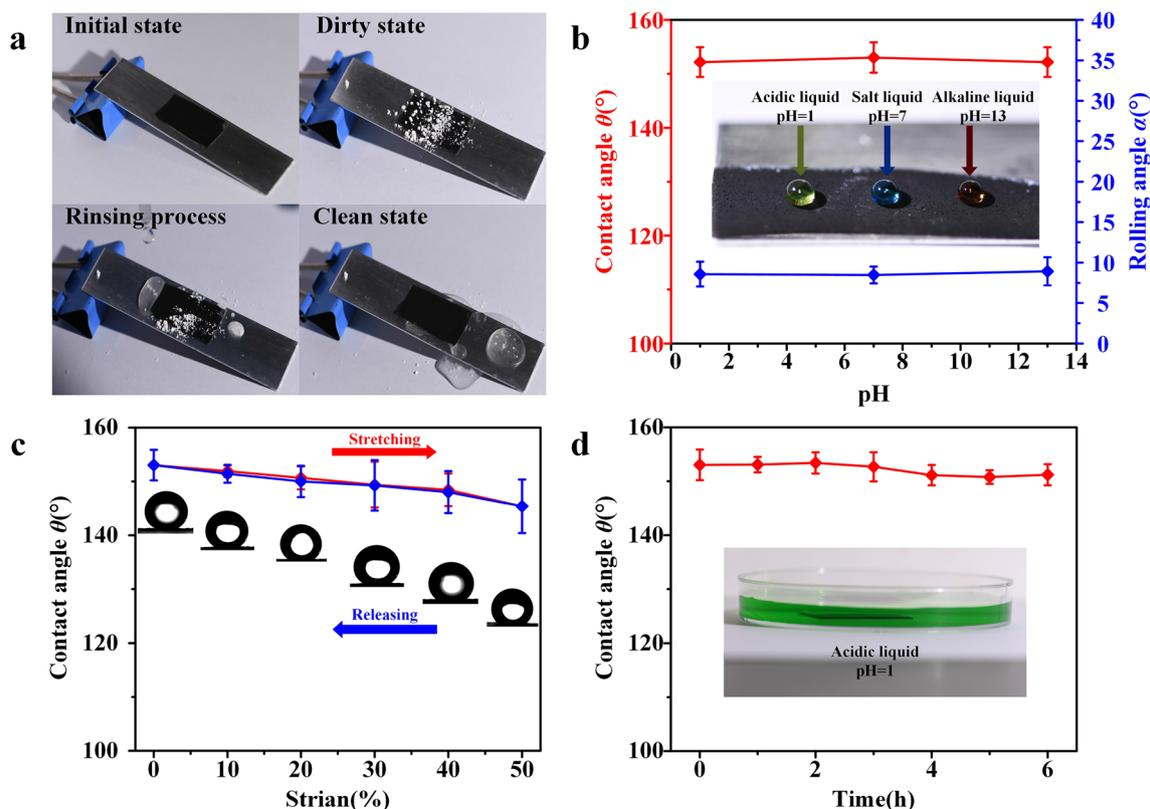 a
Initial state
Dirty state
Rinsing process
Clean state
b
160
140
120
100
Contact angle θ(°)
Acidic liquid
pH=1
Salt liquid
pH=7
Alkaline liquid
pH=13
40
35
30
25
20
15
10
5
0
Rolling angle α(°)
0 2 4 6 8 10 12 14
pH
c
160
140
120
100
Contact angle θ(°)
Stretching
Releasing
0 10 20 30 40 50
Strian(%)
d
160
140
120
100
Contact angle θ(°)
Acidic liquid
pH=1
0 2 4 6
Time(h)